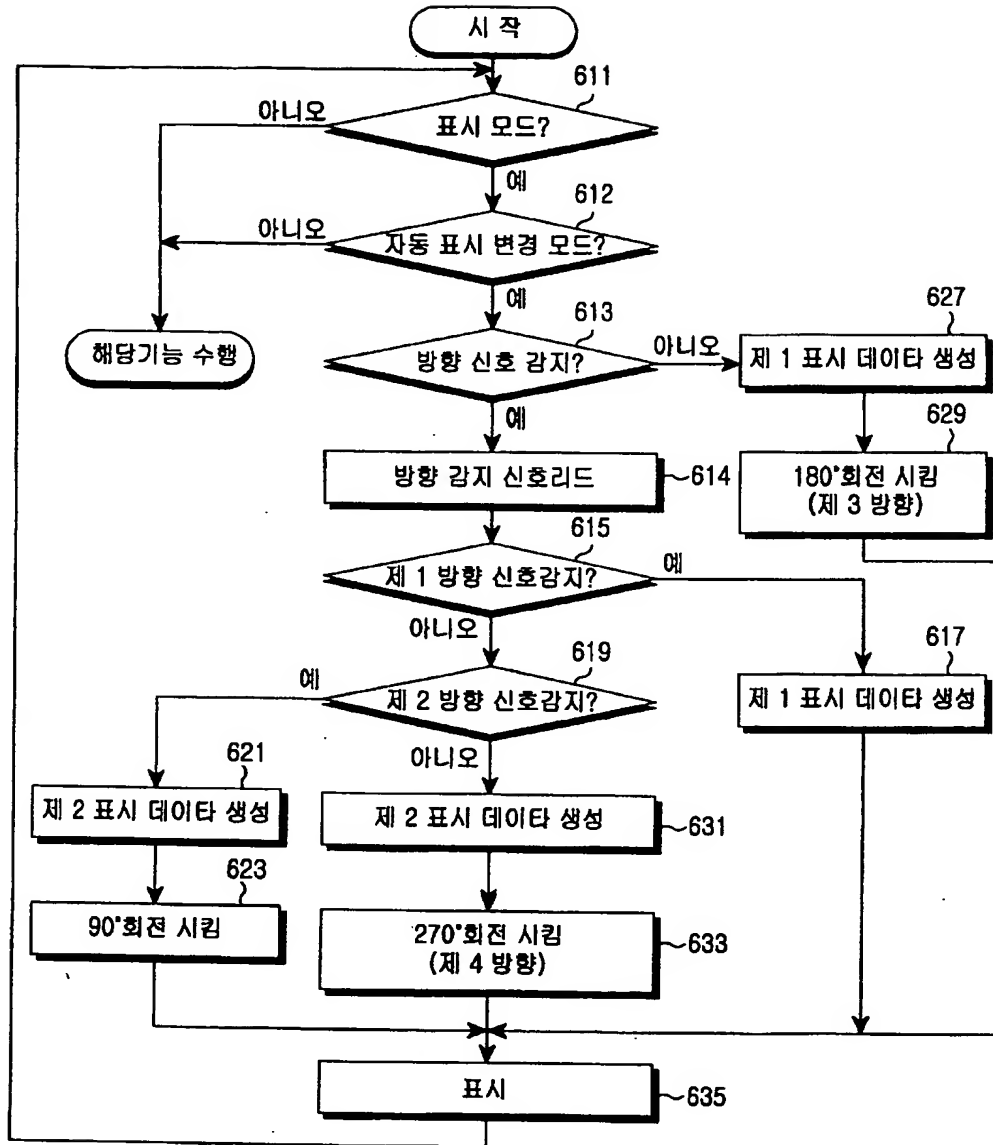 시 작
611
표시 모드?
아니오
예
612
자동 표시 변경 모드?
아니오
예
해당기능 수행
613
방향 신호 감지?
아니오
예
627
제 1 표시 데이타 생성
629
180°회전 시킴
(제 3 방향)
방향 감지 신호리드
614
615
제 1 방향 신호감지?
예
아니오
617
제 1 표시 데이타 생성
619
제 2 방향 신호감지?
예
아니오
621
제 2 표시 데이타 생성
623
90°회전 시킴
제 2 표시 데이타 생성
631
270°회전 시킴
(제 4 방향)
633
표시
635